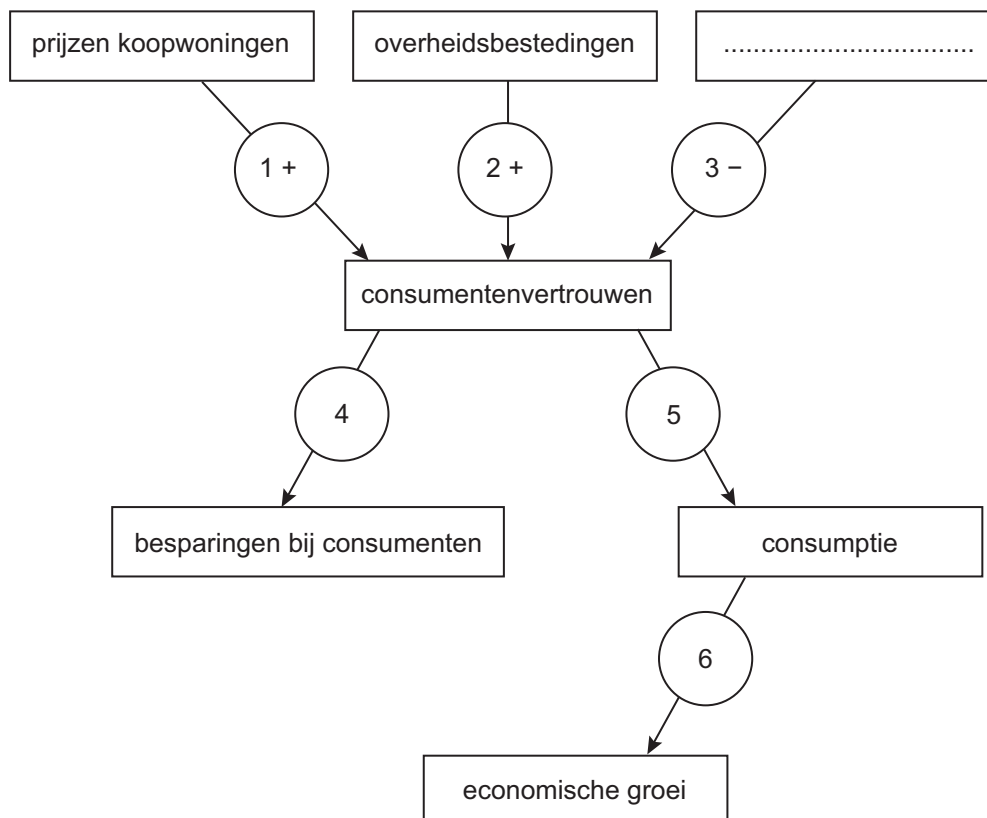 prijzen koopwoningen
overheidsbestedingen
..................................
1 +
2 +
3 −
consumentenvertrouwen
4
5
besparingen bij consumenten
consumptie
6
economische groei